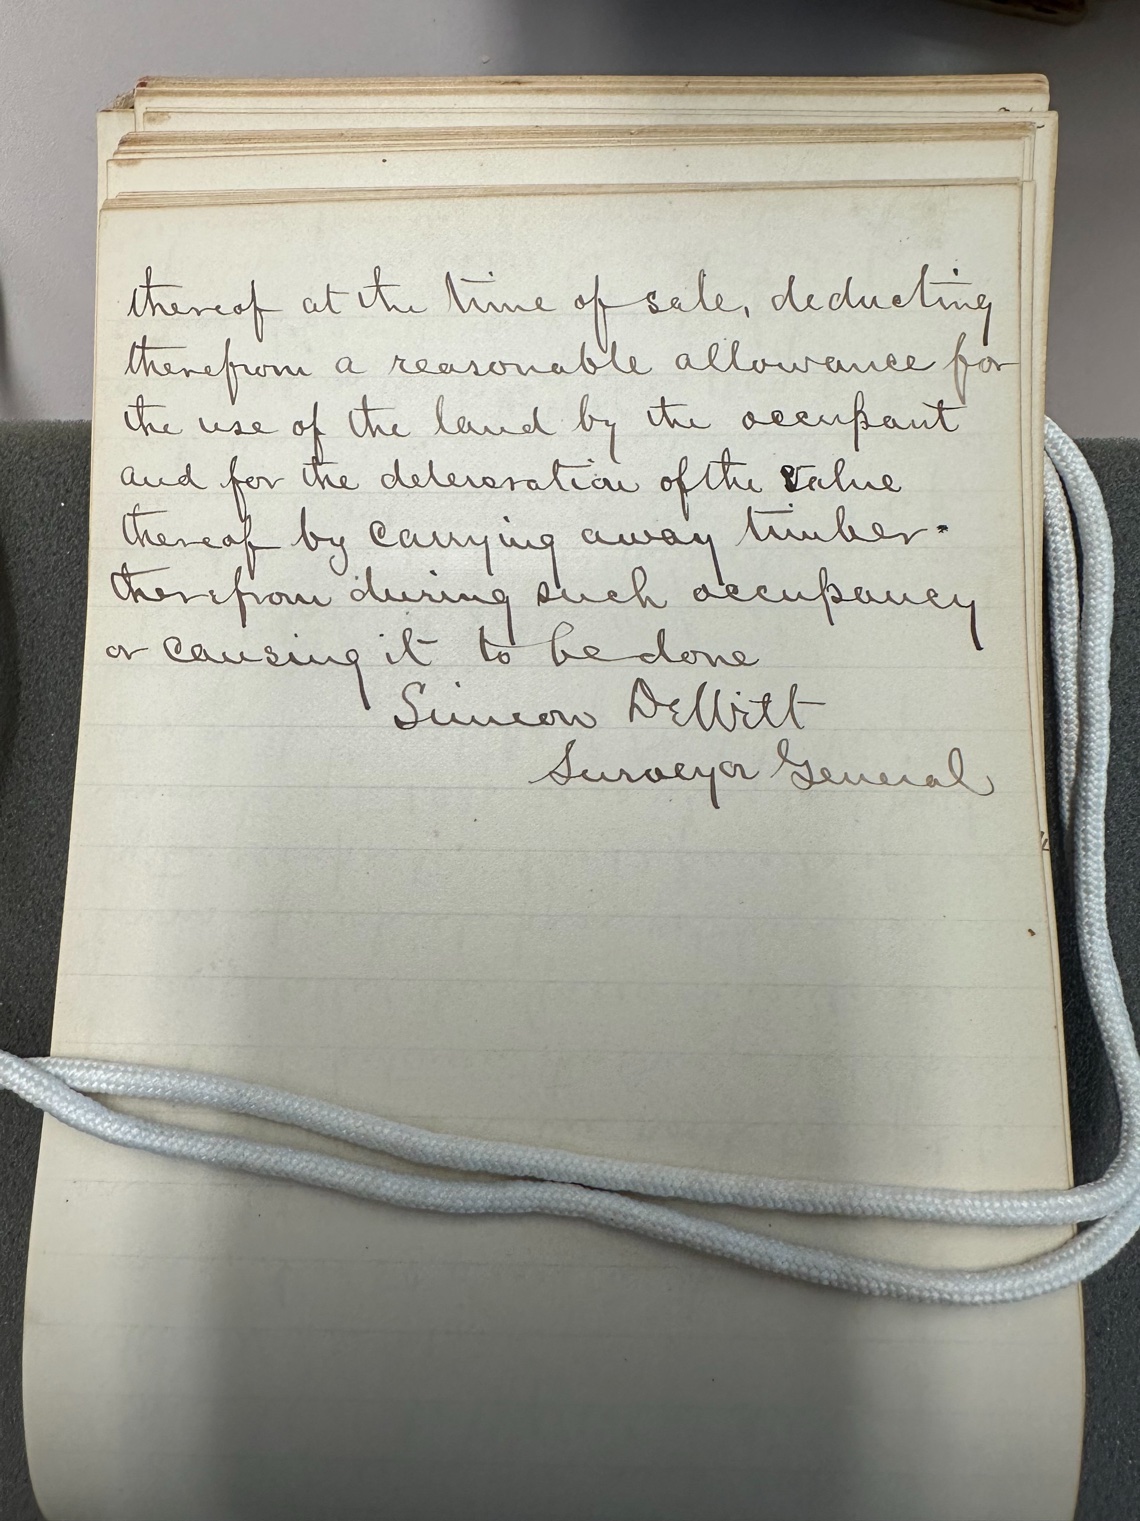 thereof at the time of sale, deducting
therefrom a reasonable allowance for
the use of the land by the occupant
and for the deleroration of the value
thereof by carrying away timber
therefrom during such occupancy
or causing it to be done
Simeon DeWitt
Surveyor General